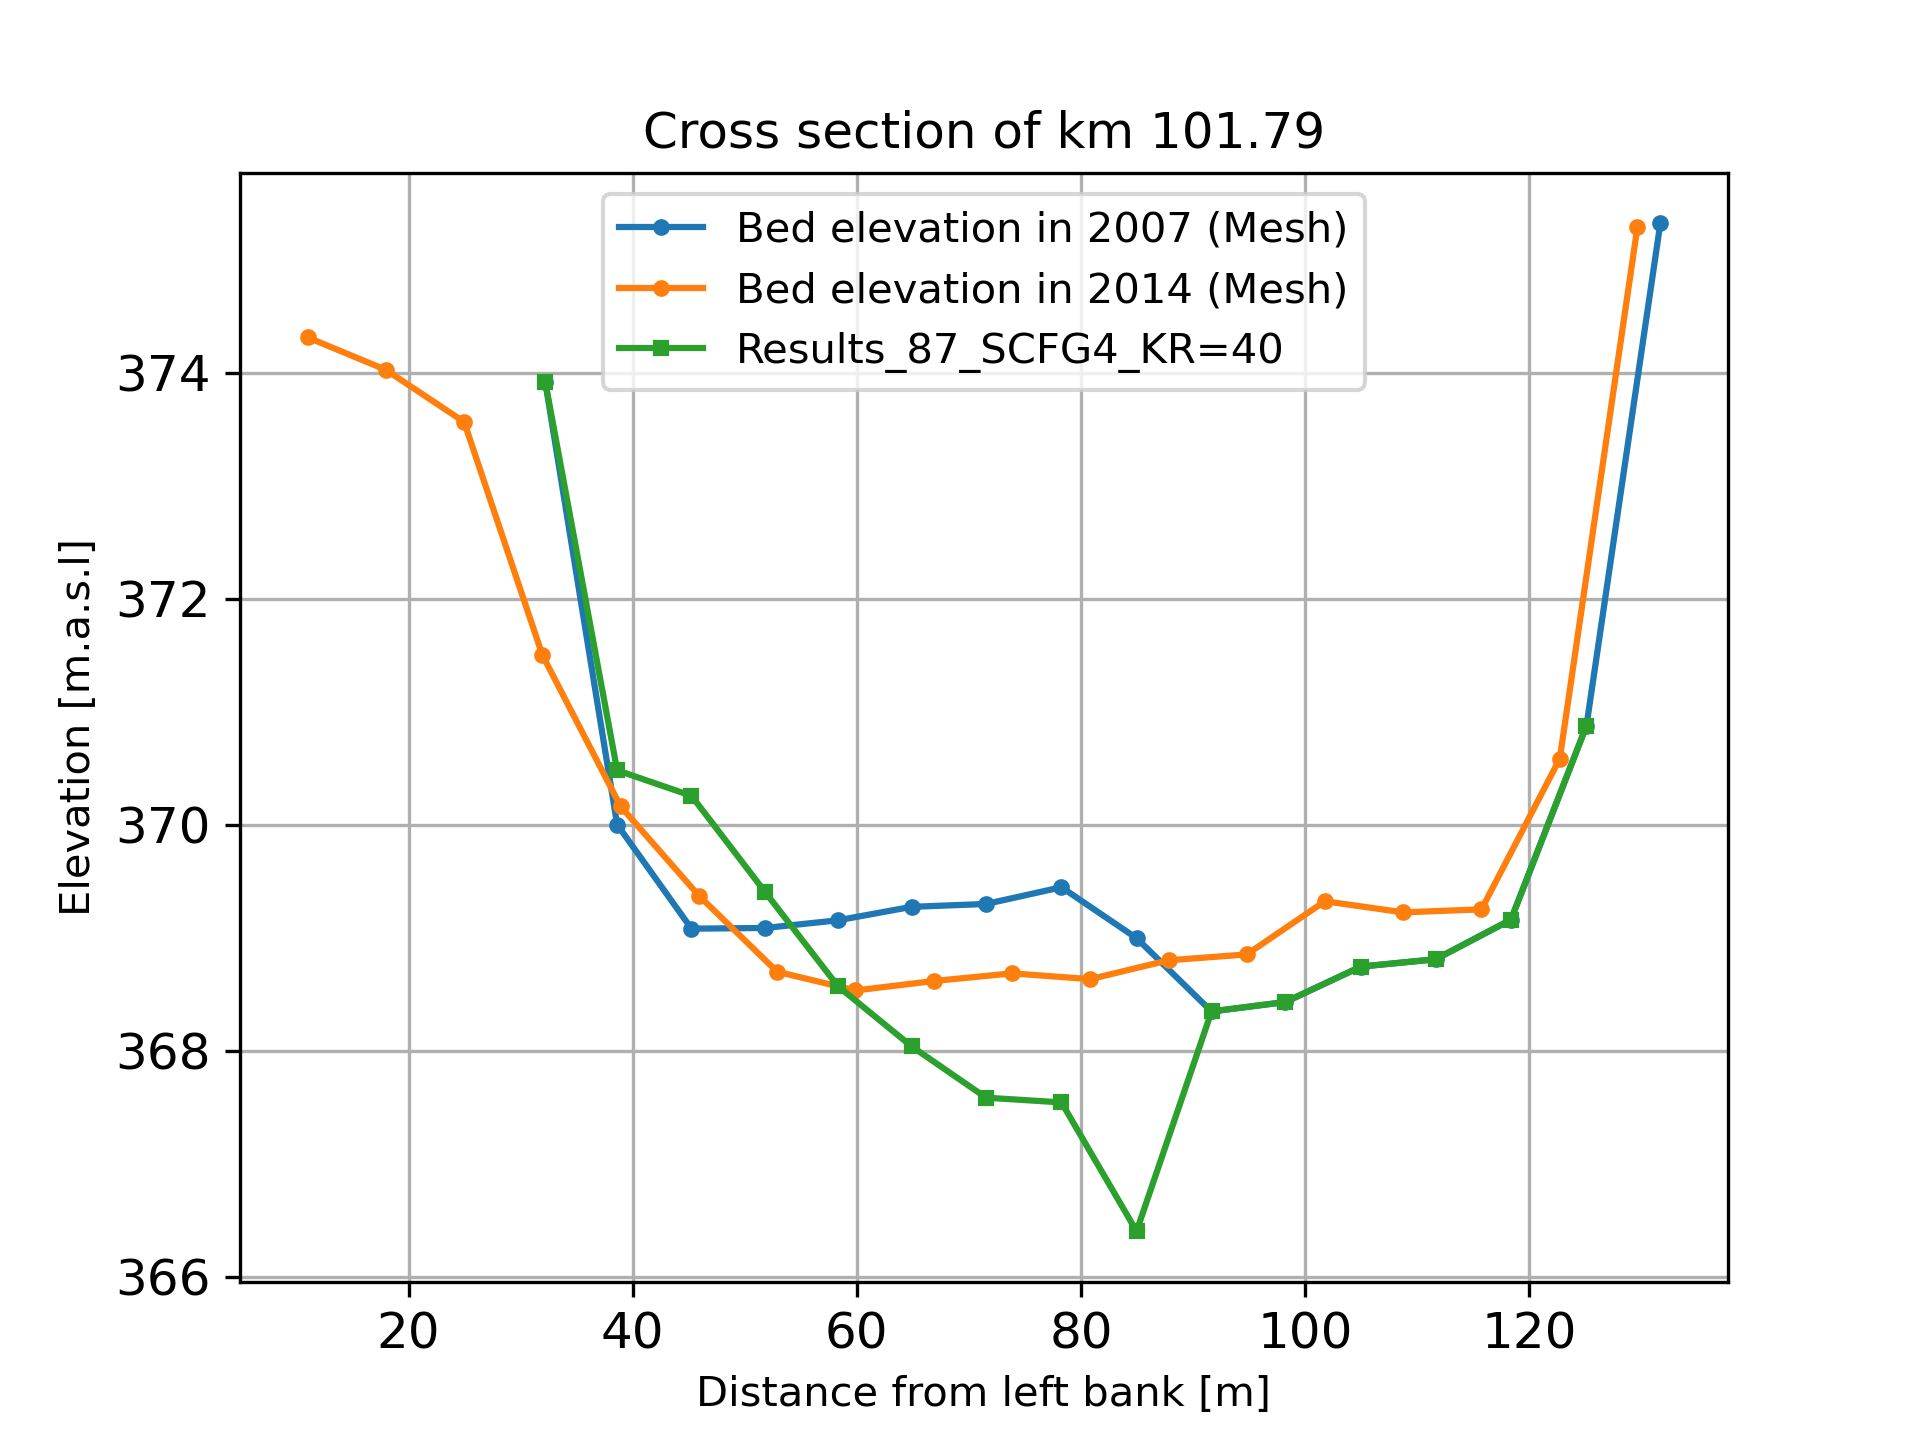 Cross section of km 101.79
Bed elevation in 2007 (Mesh)
Bed elevation in 2014 (Mesh)
Results_87_SCFG4_KR=40
374
372
370
368
366
Elevation [m.a.s.l]
20 40 60 80 100 120
Distance from left bank [m]